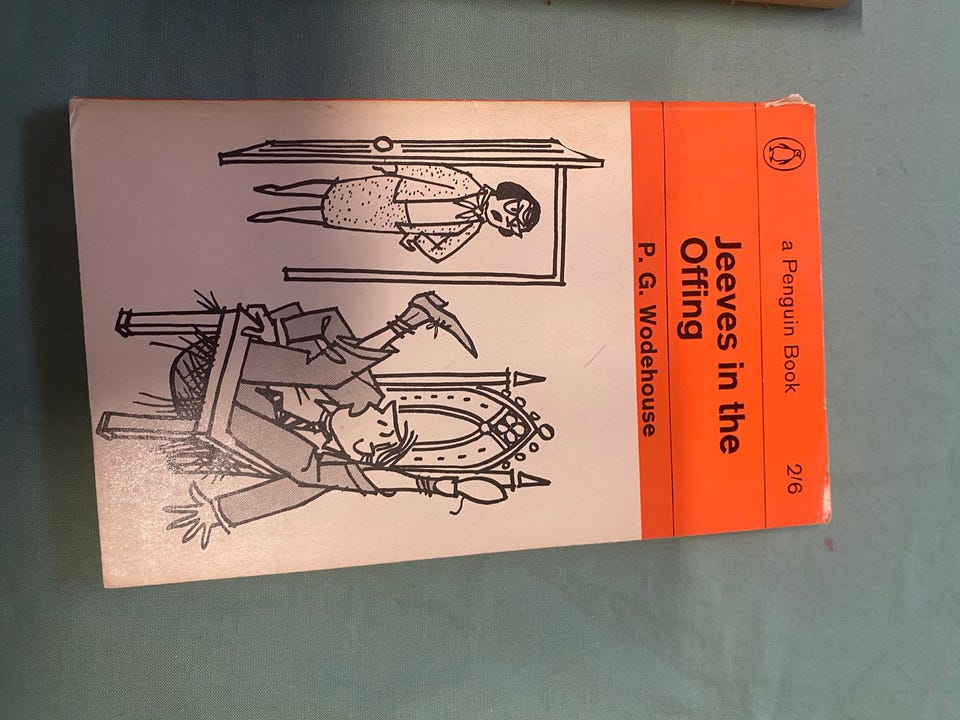 a Penguin Book 2/6
Jeeves in the
Offing
P. G. Wodehouse